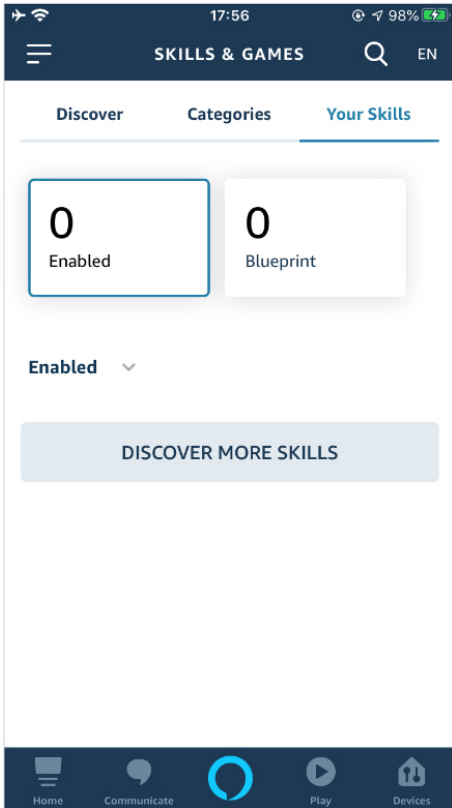 17:56 98%
SKILLS & GAMES EN
Discover Categories Your Skills
0 0
Enabled Blueprint
Enabled
DISCOVER MORE SKILLS
Home Communicate Play Devices